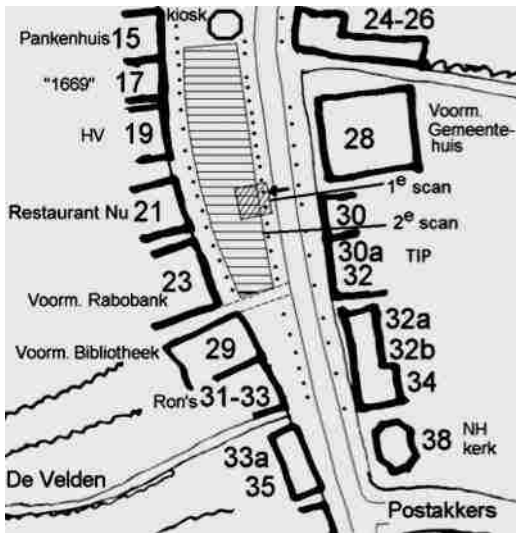 kiosk
24-26
Pankenhuis 15
"1669" 17
HV 19
28
Voorm.
Gemeente-
huis
1e scan
Restaurant Nu 21
30
2e scan
30a TIP
32
23
Voorm. Rabobank
32a
32b
34
Voorm. Bibliotheek 29
Ron's 31-33
38 NH
kerk
33a
35
De Velden
Postakkers